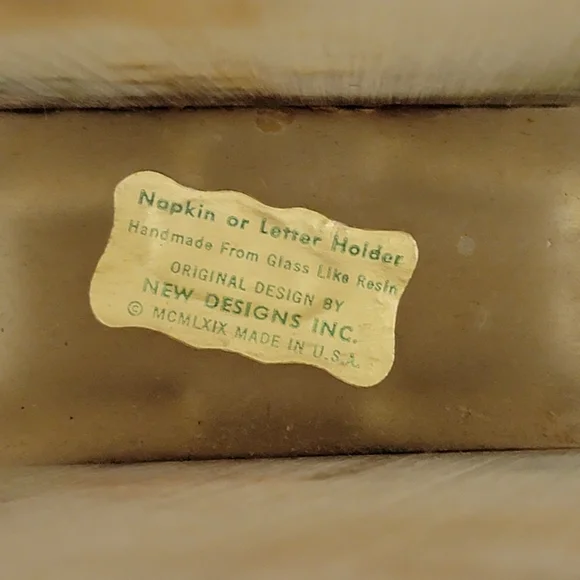 Napkin or Letter Holder
Handmade From Glass Like Resin
ORIGINAL DESIGN BY
NEW DESIGNS INC.
© MCMLXIX MADE IN U.S.A.